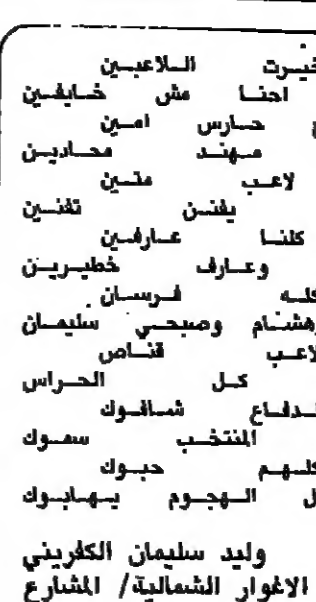 خيرت اللاعبين
احنا مش خايفين
حارس امين
مهند محادين
لاعب متين
يفنن تفنين
كلنا عارفين
وعارف خطيرين
كله فرسان
وهشام وصبحي سليمان
لاعب قناص
كل الحراس
الدفاع شافوك
المنتخب سموك
كلهم حبوك
الهجوم يهابوك
وليد سليمان الكفريني
الاغوار الشمالية/ المشارع